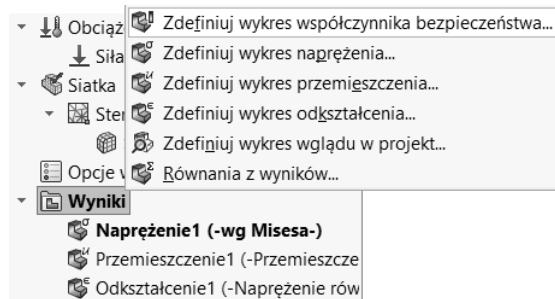 Obciąż
Zdefiniuj wykres współczynnika bezpieczeństwa...
Siła
Zdefiniuj wykres naprężenia...
Siatka
Zdefiniuj wykres przemieszczenia...
Ster
Zdefiniuj wykres odkształcenia...
Zdefiniuj wykres wglądu w projekt...
Opcje w
Równania z wyników...
Wyniki
Naprężenie1 (-wg Misesa-)
Przemieszczenie1 (-Przemieszcze
Odkształcenie1 (-Naprężenie rów